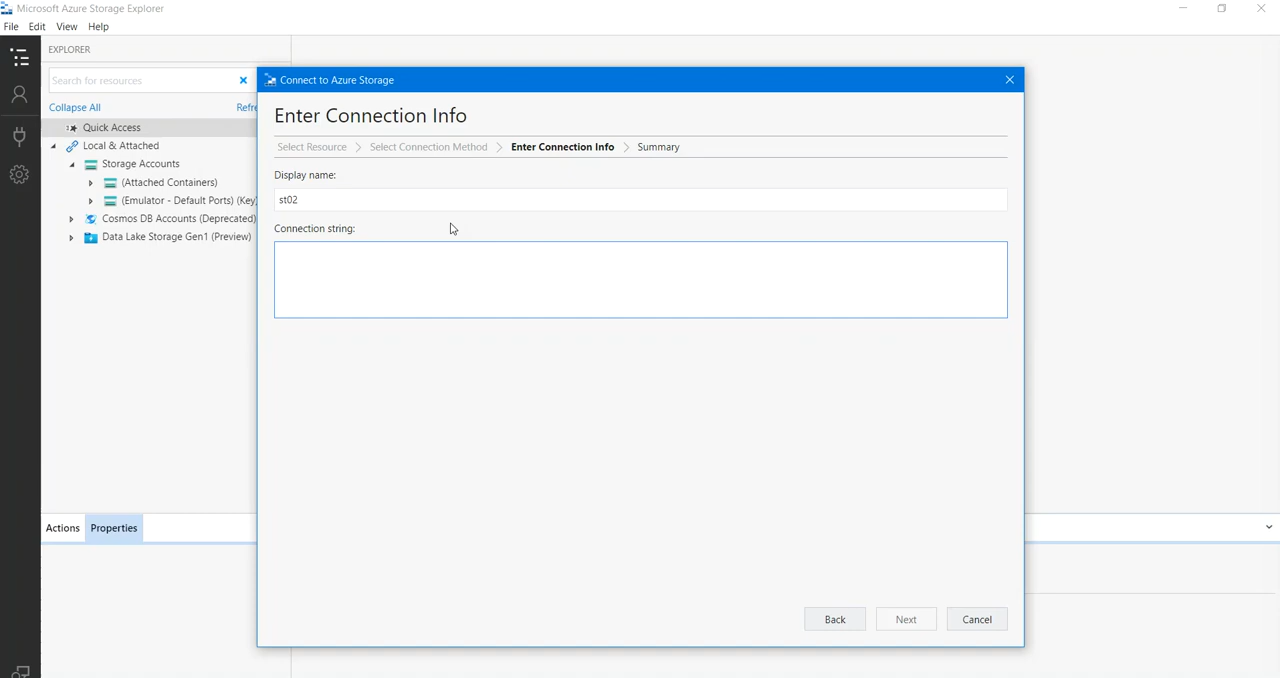 Microsoft Azure Storage Explorer
File Edit View Help
EXPLORER
Search for resources
Collapse All Refre
Quick Access
Local & Attached
Storage Accounts
(Attached Containers)
(Emulator - Default Ports) (Key)
Cosmos DB Accounts (Deprecated)
Data Lake Storage Gen1 (Preview)
Connect to Azure Storage
Enter Connection Info
Select Resource Select Connection Method Enter Connection Info Summary
Display name:
st02
Connection string:
Back Next Cancel
Actions Properties